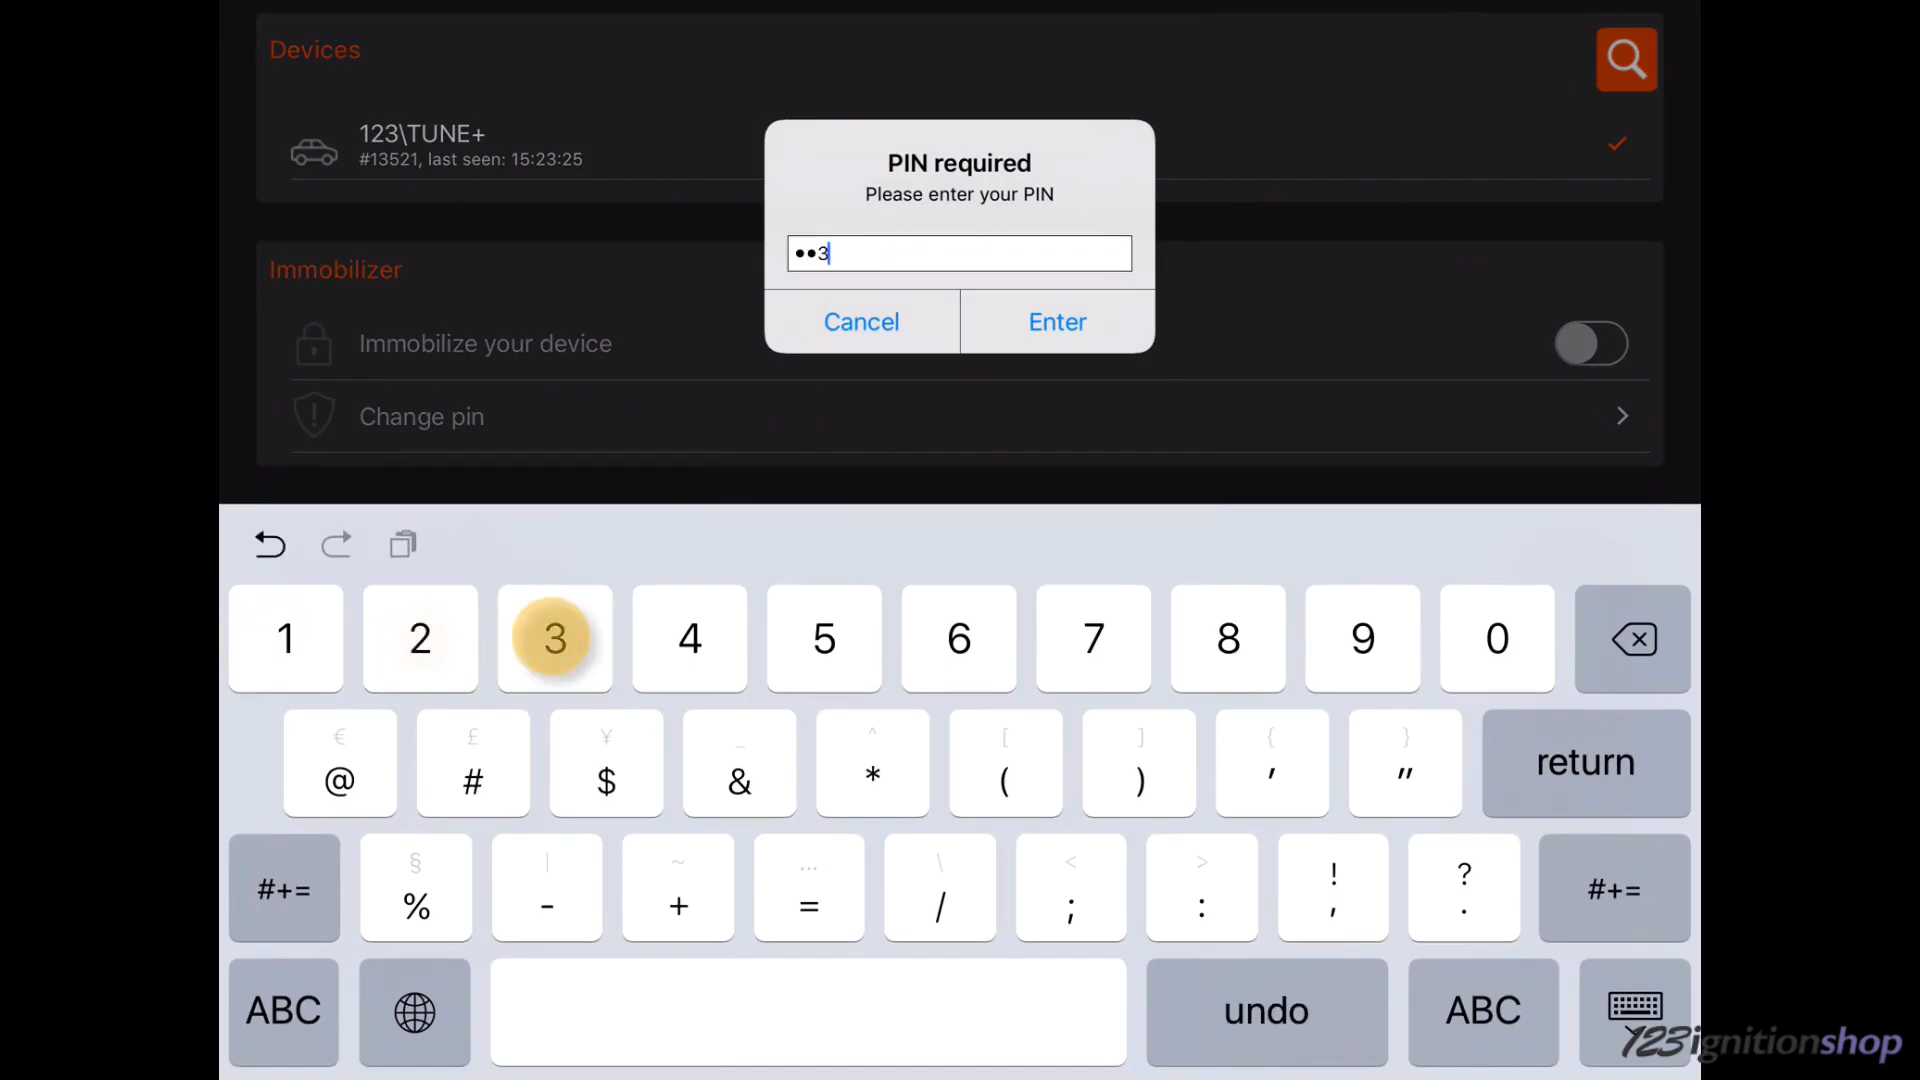 Devices
123\TUNE+
#13521, last seen: 15:23:25
PIN required
Please enter your PIN
••3
Cancel
Enter
Immobilizer
Immobilize your device
Change pin
1 2 3 4 5 6 7 8 9 0
€ £ ¥ _ ^ [ ] { }
@ # $ & * ( ) ' " return
§ | ~ ... \ < > ! ?
#+= % - + = / ; : , . #+=
ABC undo ABC
123ignitionshop